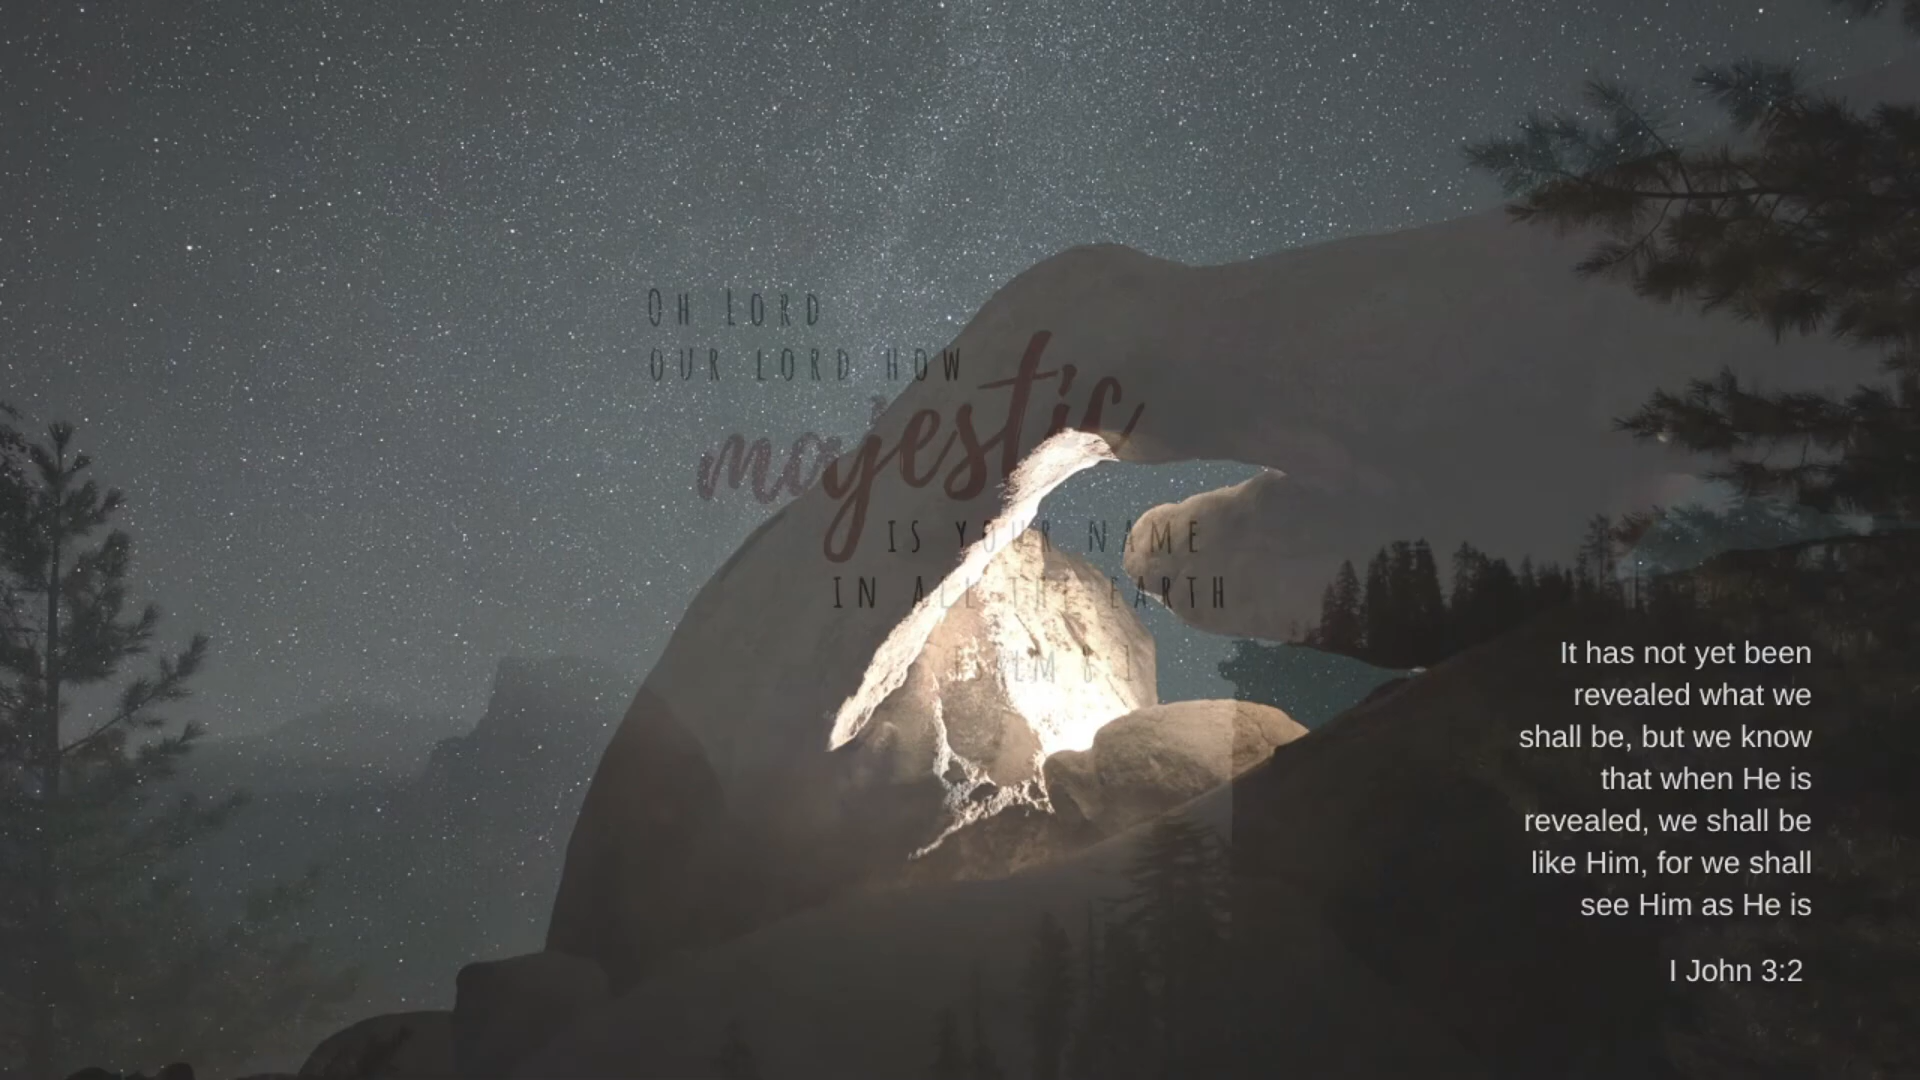 OH LORD
OUR LORD HOW
majestic
IS YOUR NAME
IN ALL THE EARTH
It has not yet been
revealed what we
shall be, but we know
that when He is
revealed, we shall be
like Him, for we shall
see Him as He is
I John 3:2